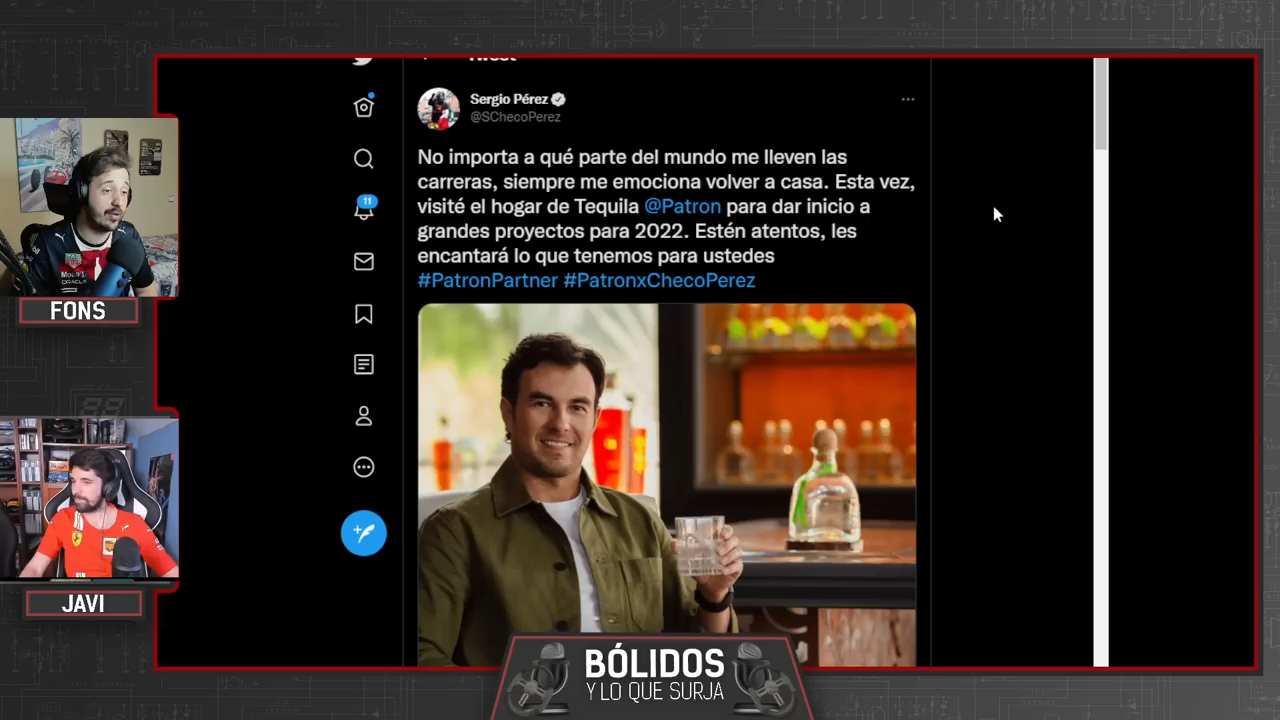 Tweet
Sergio Pérez
@SChecoPerez
No importa a qué parte del mundo me lleven las
carreras, siempre me emociona volver a casa. Esta vez,
visité el hogar de Tequila @Patron para dar inicio a
grandes proyectos para 2022. Estén atentos, les
encantará lo que tenemos para ustedes
#PatronPartner #PatronxChecoPerez
11
FONS
JAVI
BÓLIDOS
Y LO QUE SURJA